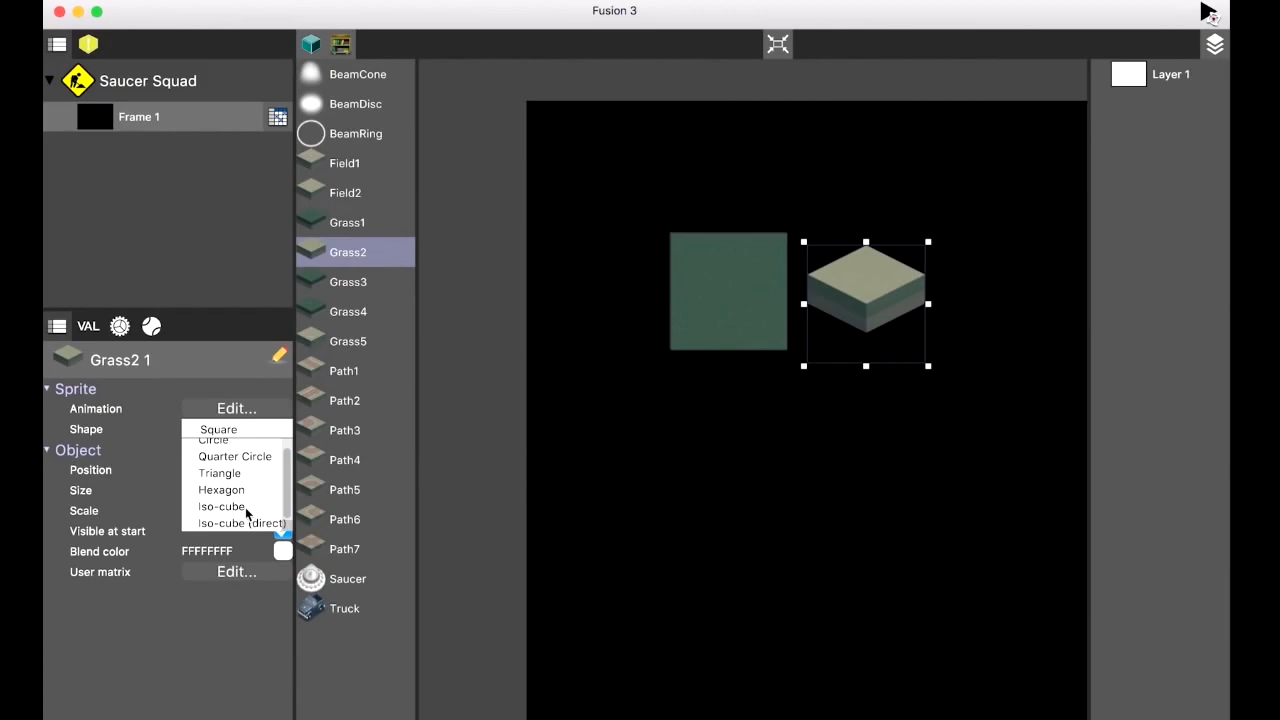 Fusion 3
Saucer Squad
Frame 1
VAL
Grass2 1
Sprite
Animation
Edit...
Shape
Square
Circle
Quarter Circle
Triangle
Hexagon
Iso-cube
Iso-cube (direct)
Object
Position
Size
Scale
Visible at start
Blend color
FFFFFFFF
User matrix
Edit...
BeamCone
BeamDisc
BeamRing
Field1
Field2
Grass1
Grass2
Grass3
Grass4
Grass5
Path1
Path2
Path3
Path4
Path5
Path6
Path7
Saucer
Truck
Layer 1